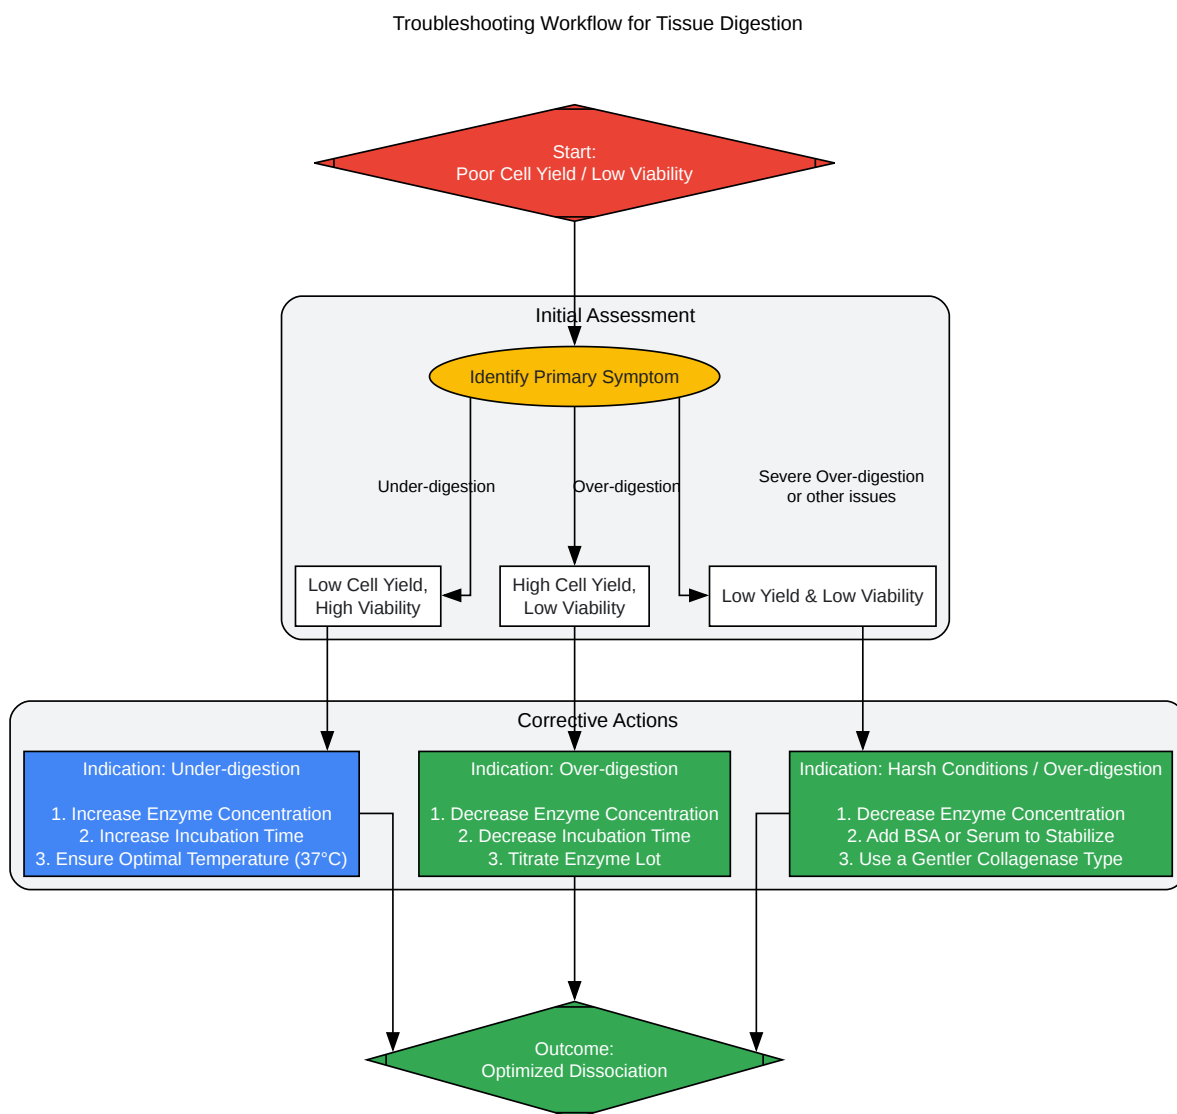 Troubleshooting Workflow for Tissue Digestion
Start:
Poor Cell Yield / Low Viability
Initial Assessment
Identify Primary Symptom
Under-digestion
Over-digestion
Severe Over-digestion
or other issues
Low Cell Yield,
High Viability
High Cell Yield,
Low Viability
Low Yield & Low Viability
Corrective Actions
Indication: Under-digestion
1. Increase Enzyme Concentration
2. Increase Incubation Time
3. Ensure Optimal Temperature (37°C)
Indication: Over-digestion
1. Decrease Enzyme Concentration
2. Decrease Incubation Time
3. Titrate Enzyme Lot
Indication: Harsh Conditions / Over-digestion
1. Decrease Enzyme Concentration
2. Add BSA or Serum to Stabilize
3. Use a Gentler Collagenase Type
Outcome:
Optimized Dissociation